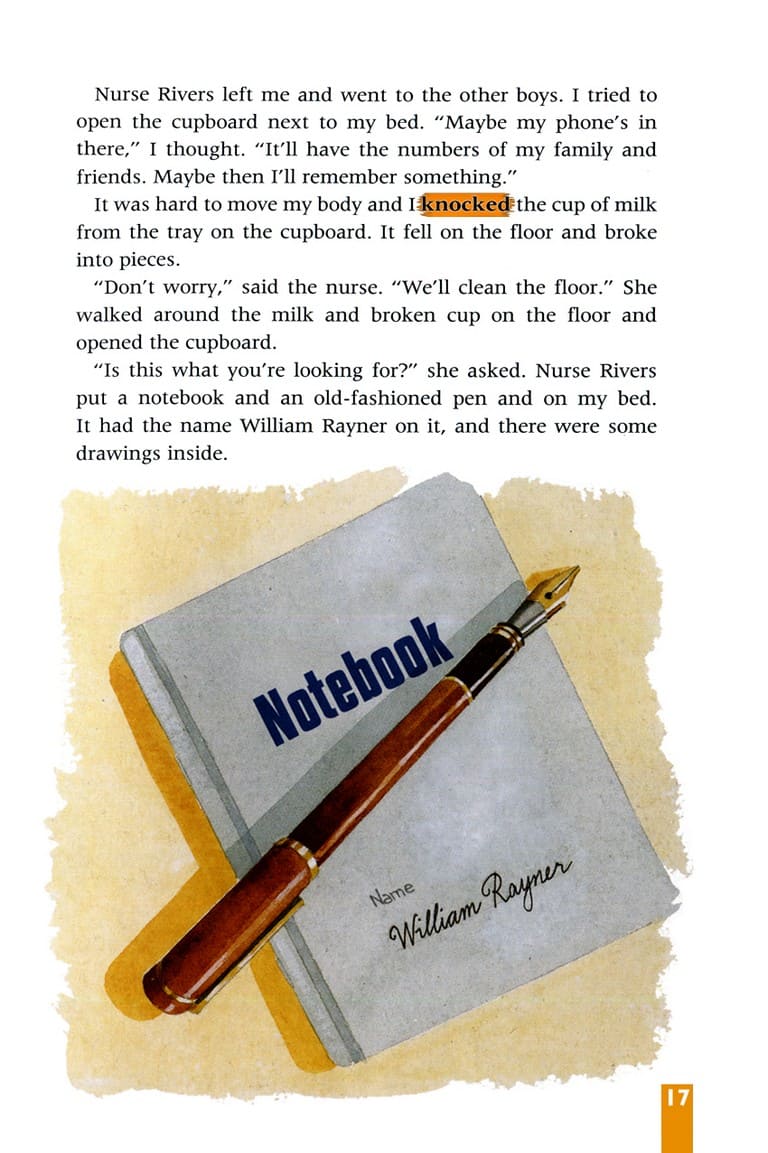 Nurse Rivers left me and went to the other boys. I tried to
open the cupboard next to my bed. “Maybe my phone’s in
there,” I thought. “It’ll have the numbers of my family and
friends. Maybe then I’ll remember something.”
It was hard to move my body and I knocked the cup of milk
from the tray on the cupboard. It fell on the floor and broke
into pieces.
“Don’t worry,” said the nurse. “We’ll clean the floor.” She
walked around the milk and broken cup on the floor and
opened the cupboard.
“Is this what you’re looking for?” she asked. Nurse Rivers
put a notebook and an old-fashioned pen and on my bed.
It had the name William Rayner on it, and there were some
drawings inside.
Notebook
Name
William Rayner
17